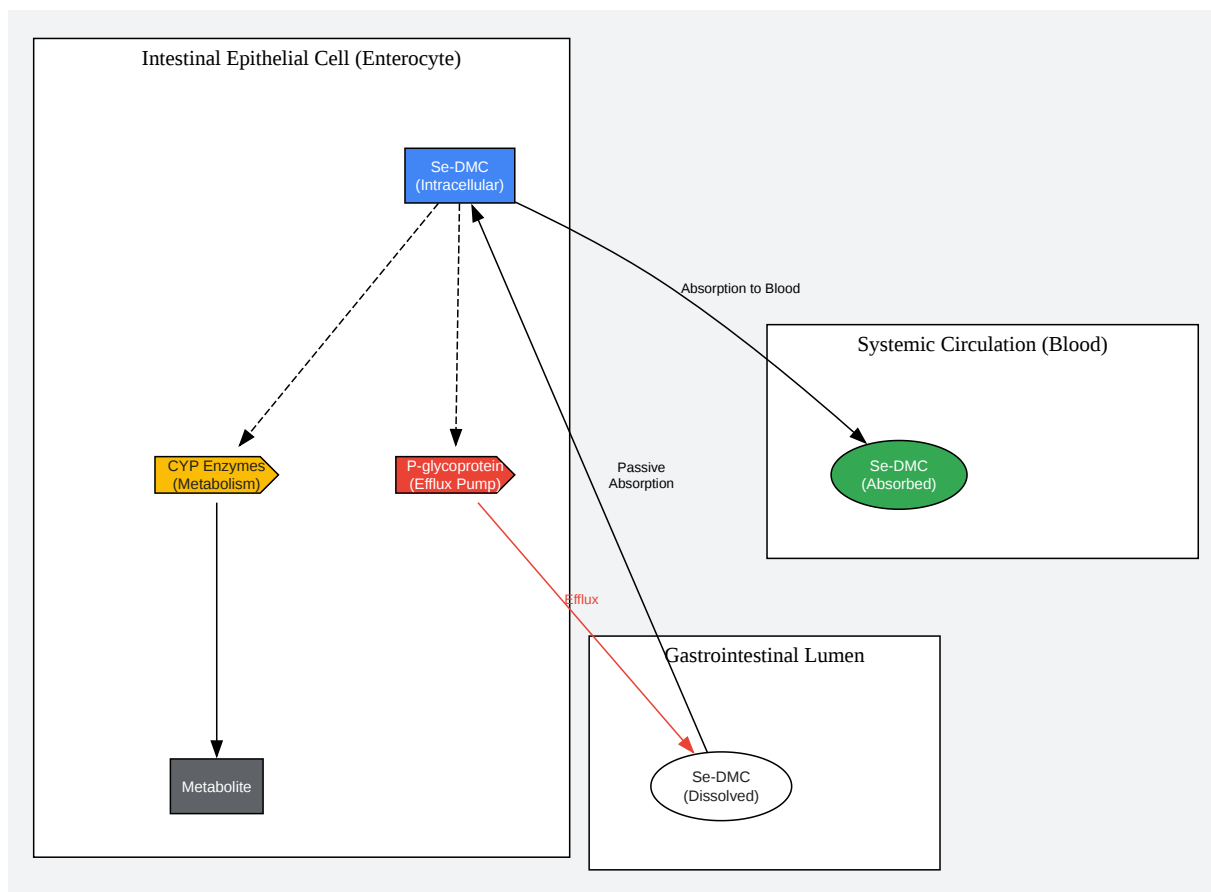 Intestinal Epithelial Cell (Enterocyte)
Se-DMC
(Intracellular)
Absorption to Blood
Systemic Circulation (Blood)
CYP Enzymes
(Metabolism)
P-glycoprotein
(Efflux Pump)
Passive
Absorption
Se-DMC
(Absorbed)
Efflux
Gastrointestinal Lumen
Metabolite
Se-DMC
(Dissolved)